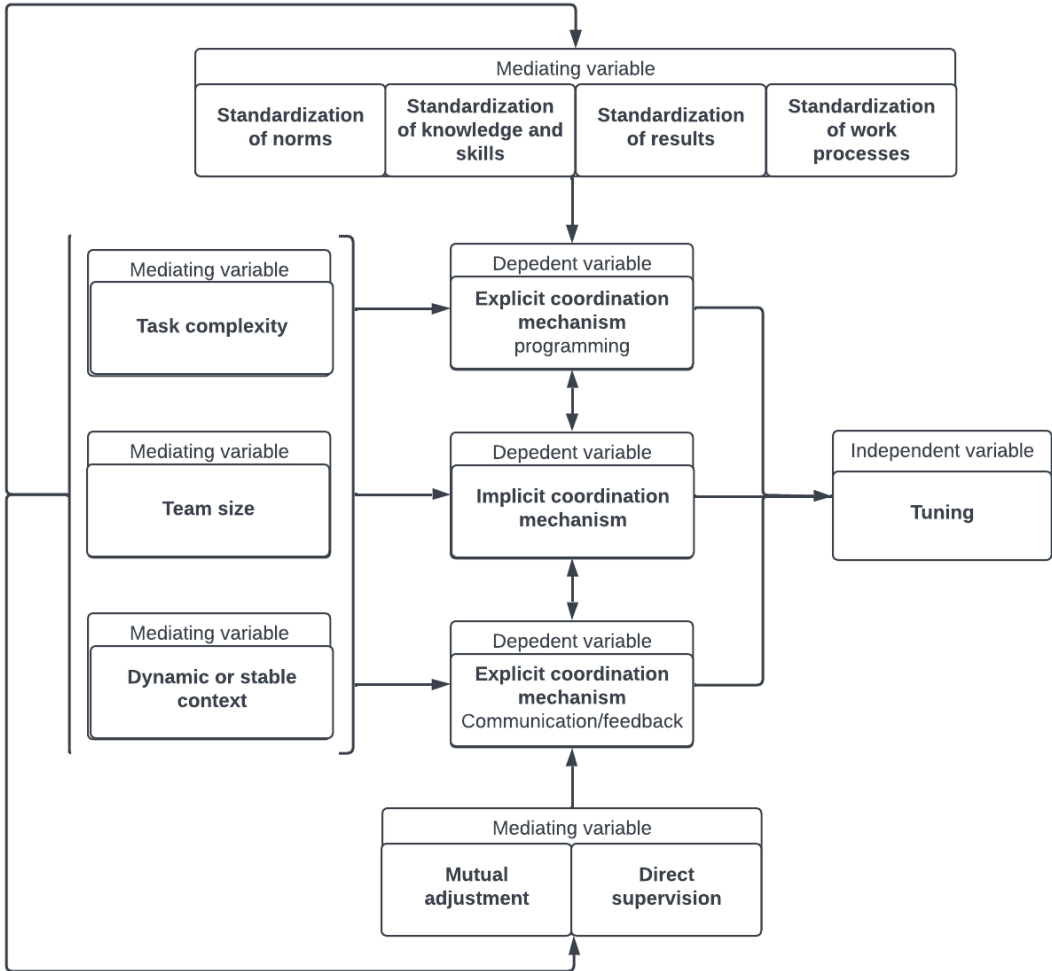 Mediating variable
Standardization
of norms
Standardization
of knowledge and
skills
Standardization
of results
Standardization
of work
processes
Mediating variable
Task complexity
Depedent variable
Explicit coordination
mechanism
programming
Mediating variable
Team size
Depedent variable
Implicit coordination
mechanism
Independent variable
Tuning
Mediating variable
Dynamic or stable
context
Depedent variable
Explicit coordination
mechanism
Communication/feedback
Mediating variable
Mutual
adjustment
Direct
supervision